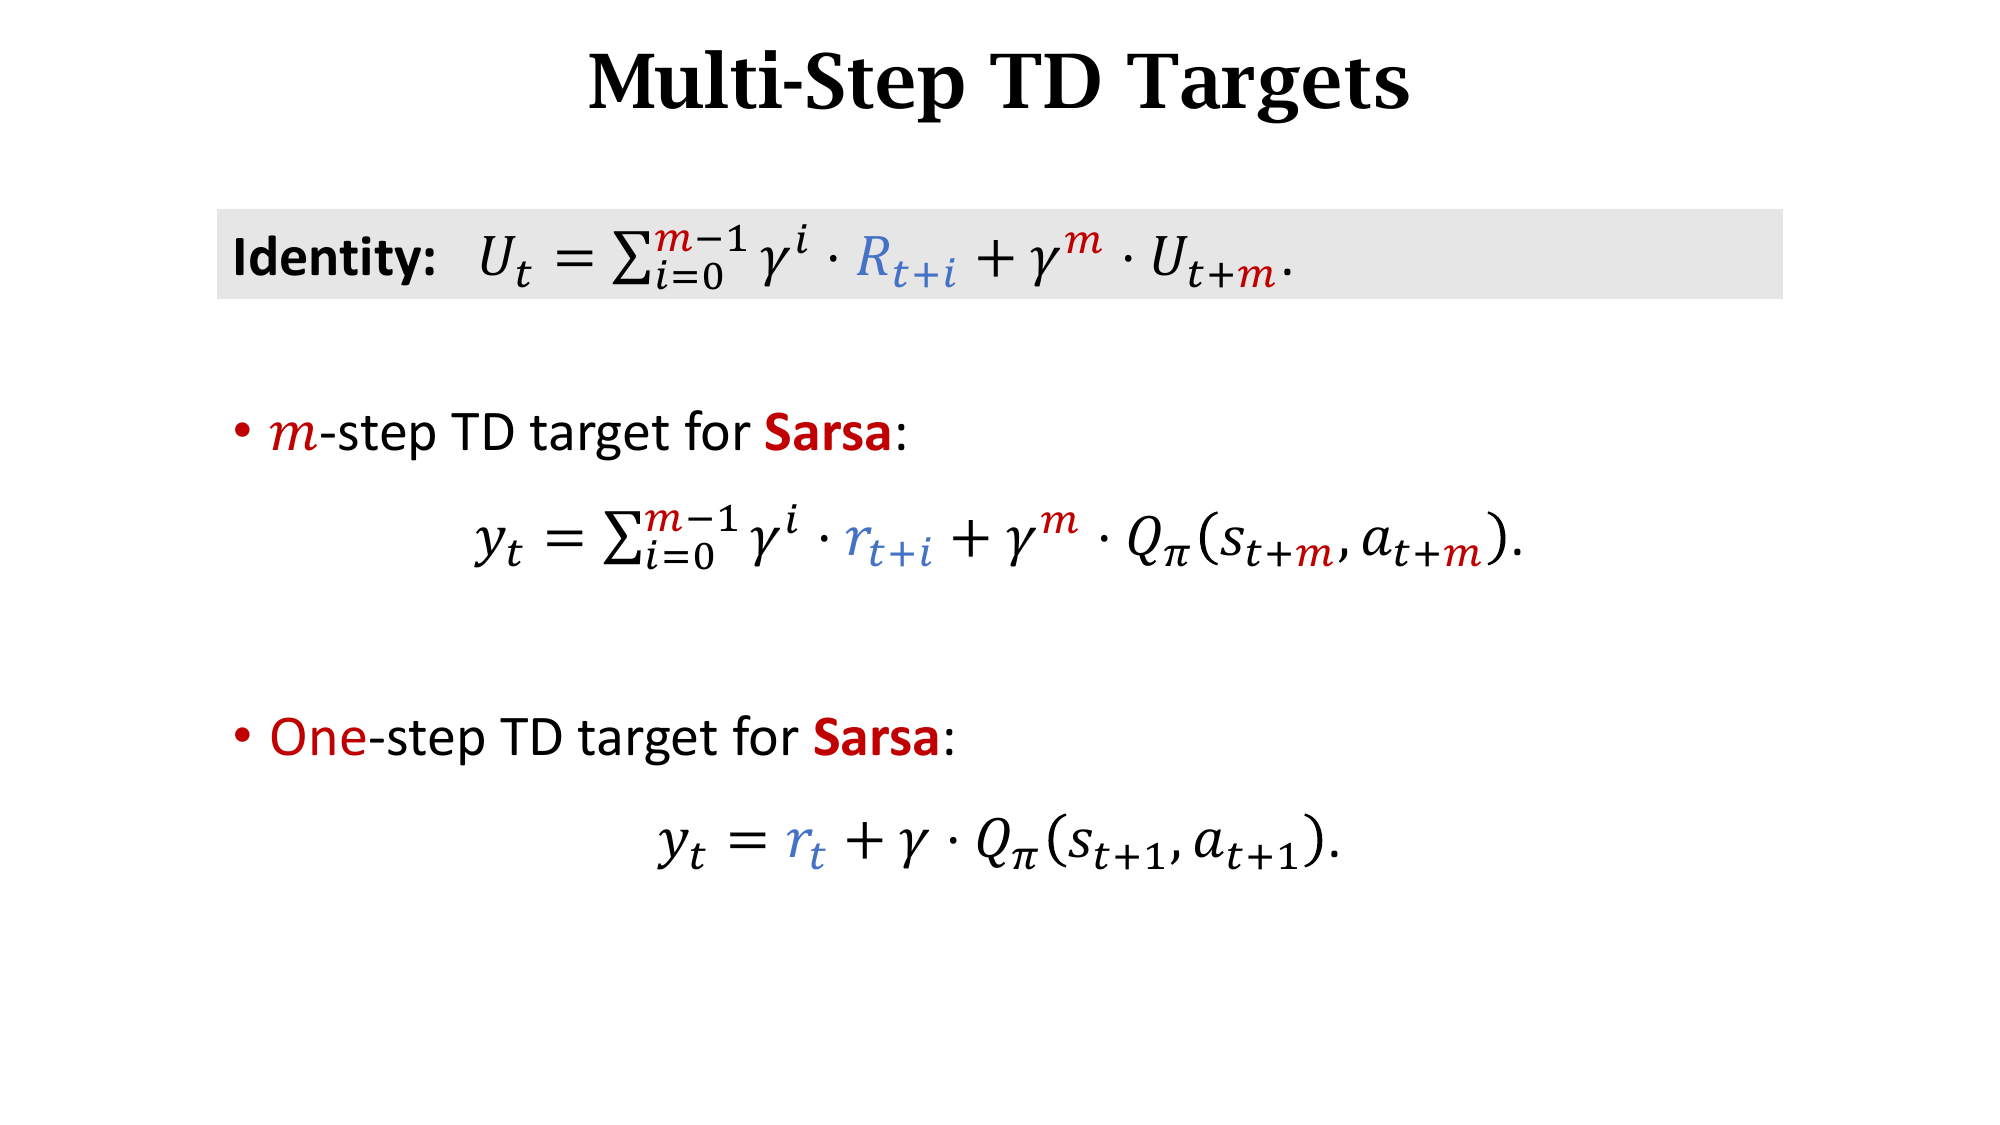 Multi-Step TD Targets
Identity: $U_t = \sum_{i=0}^{m-1} \gamma^i \cdot R_{t+i} + \gamma^m \cdot U_{t+m}.$
• $m$-step TD target for Sarsa:
$y_t = \sum_{i=0}^{m-1} \gamma^i \cdot r_{t+i} + \gamma^m \cdot Q_\pi(s_{t+m}, a_{t+m}).$
• One-step TD target for Sarsa:
$y_t = r_t + \gamma \cdot Q_\pi(s_{t+1}, a_{t+1}).$